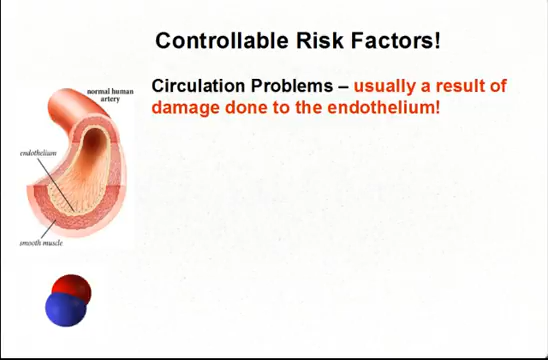 Controllable Risk Factors!
Circulation Problems – usually a result of
damage done to the endothelium!
normal human
artery
endothelium
smooth muscle